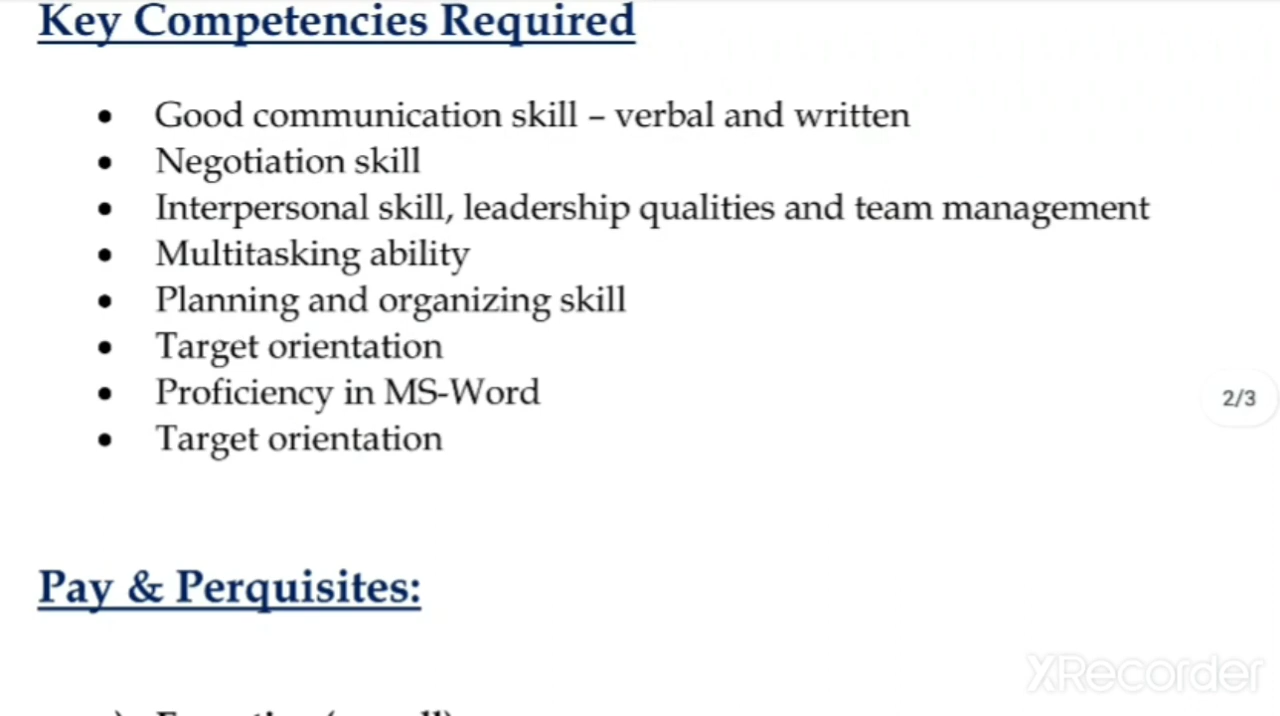 Key Competencies Required
• Good communication skill – verbal and written
• Negotiation skill
• Interpersonal skill, leadership qualities and team management
• Multitasking ability
• Planning and organizing skill
• Target orientation
• Proficiency in MS-Word
2/3
• Target orientation
Pay & Perquisites:
XRecorder